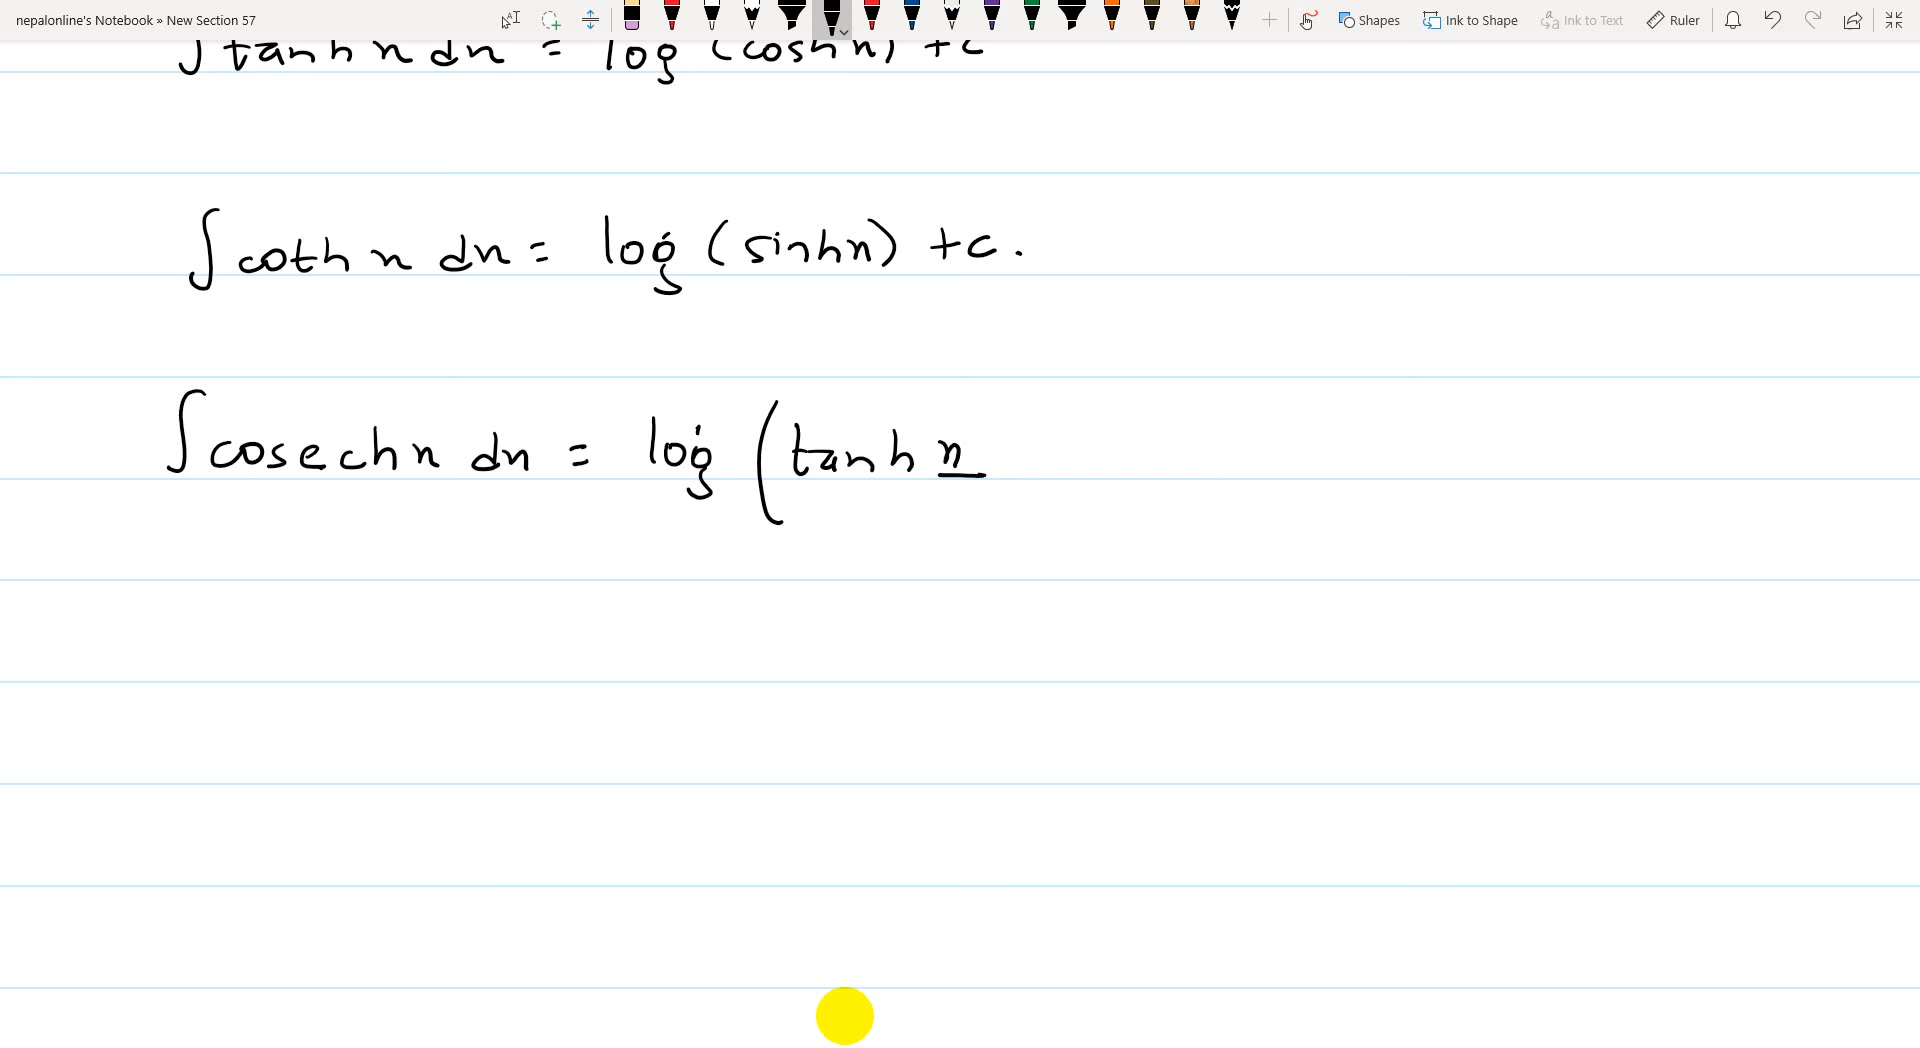 nepalonline's Notebook » New Section 57 Shapes Ink to Shape Ink to Text Ruler
∫ tanh x dx = log (cosh x) + c
∫ coth x dx = log (sinh x) + c.
∫ cosech x dx = log (tanh x